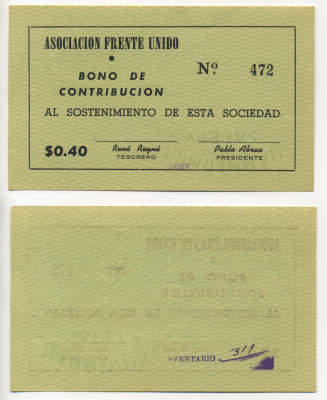 ASOCIACION FRENTE UNIDO
•
Nº 472
BONO DE
CONTRIBUCION
AL SOSTENIMIENTO DE ESTA SOCIEDAD
$0.40
René Reyné
TESORERO
Pablo Abreu
PRESIDENTE
NVENTARIO 319